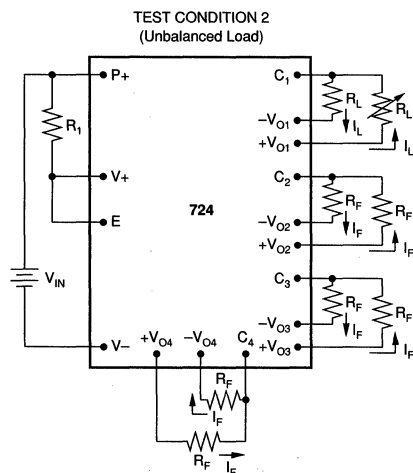 TEST CONDITION 2
(Unbalanced Load)
P+
C1
RL
RL
R1
−VO1
IL
+VO1
IL
V+
C2
RF
RF
E
724
−VO2
IF
+VO2
IF
VIN
C3
RF
RF
−VO3
IF
V−
+VO4
−VO4
C4
+VO3
IF
RF
IF
RF
IF